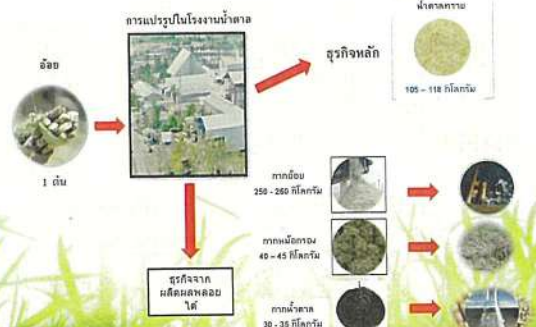 การแปรรูปในโรงงานน้ำตาล
น้ำตาลทราย
อ้อย
ธุรกิจหลัก
105 – 118 กิโลกรัม
1 ตัน
กากอ้อย
250 - 260 กิโลกรัม
กากหม้อกรอง
40 – 45 กิโลกรัม
ธุรกิจจาก
ผลิตผลพลอย
ได้
กากน้ำตาล
30 - 35 กิโลกรัม